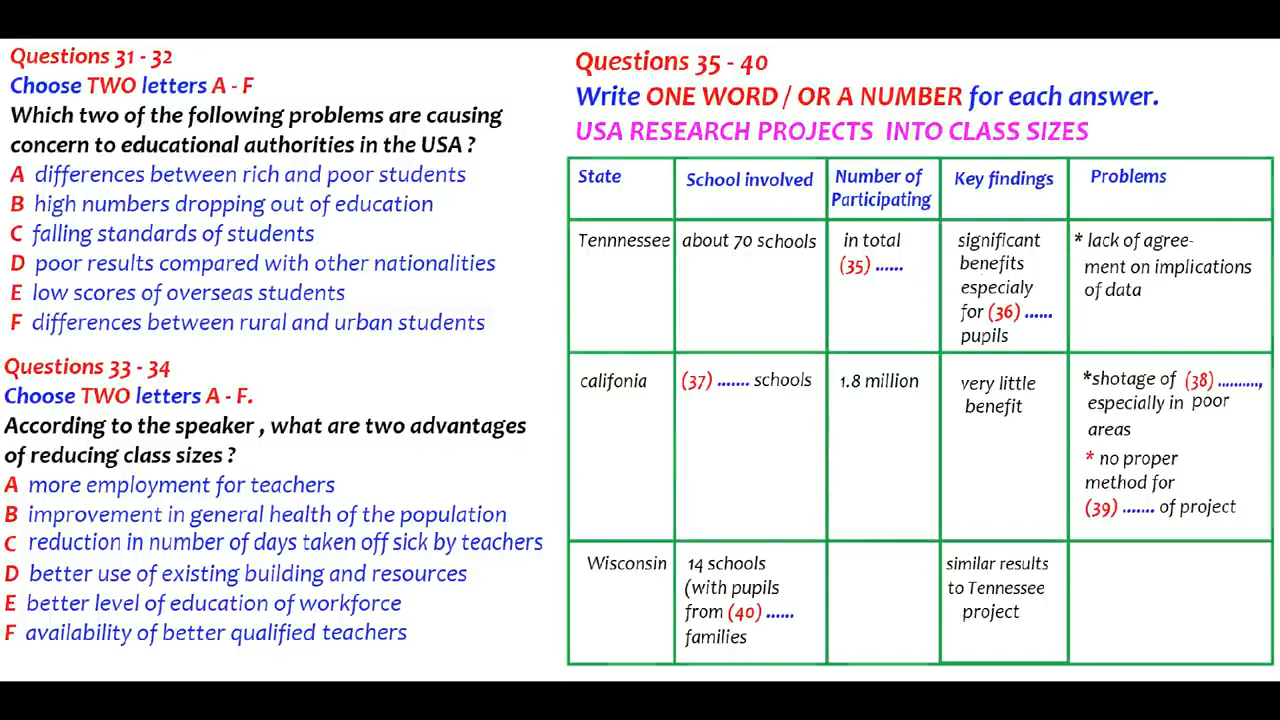 Questions 31 - 32
Choose TWO letters A - F
Which two of the following problems are causing
concern to educational authorities in the USA ?
A differences between rich and poor students
B high numbers dropping out of education
C falling standards of students
D poor results compared with other nationalities
E low scores of overseas students
F differences between rural and urban students
Questions 33 - 34
Choose TWO letters A - F.
According to the speaker , what are two advantages
of reducing class sizes ?
A more employment for teachers
B improvement in general health of the population
C reduction in number of days taken off sick by teachers
D better use of existing building and resources
E better level of education of workforce
F availability of better qualified teachers
Questions 35 - 40
Write ONE WORD / OR A NUMBER for each answer.
USA RESEARCH PROJECTS INTO CLASS SIZES
State
School involved
Number of
Participating
Key findings
Problems
Tennnessee
about 70 schools
in total
(35) ......
significant
benefits
especialy
for (36) ......
pupils
* lack of agree-
ment on implications
of data
califonia
(37) ....... schools
1.8 million
very little
benefit
*shotage of (38) ..........,
especially in poor
areas
* no proper
method for
(39) ....... of project
Wisconsin
14 schools
(with pupils
from (40) ......
families
similar results
to Tennessee
project